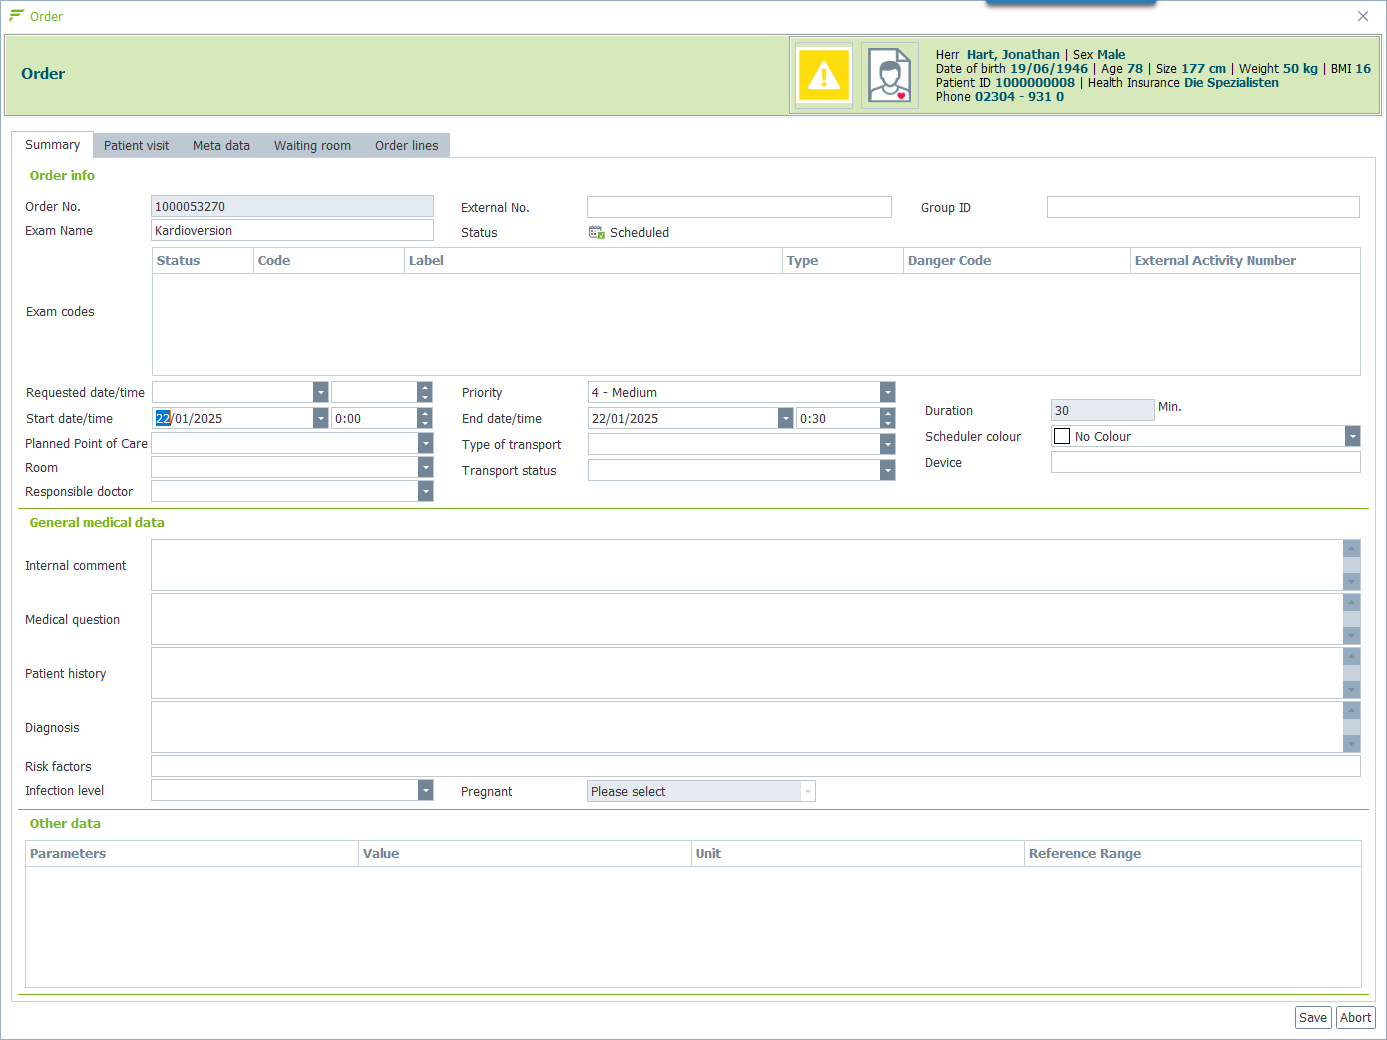 Order
Order
Herr Hart, Jonathan | Sex Male
Date of birth 19/06/1946 | Age 78 | Size 177 cm | Weight 50 kg | BMI 16
Patient ID 1000000008 | Health Insurance Die Spezialisten
Phone 02304 - 931 0
Summary Patient visit Meta data Waiting room Order lines
Order info
Order No. 1000053270 External No. Group ID
Exam Name Kardioversion Status Scheduled
Status Code Label Type Danger Code External Activity Number
Exam codes
Requested date/time Priority 4 - Medium
Start date/time 22/01/2025 0:00 End date/time 22/01/2025 0:30 Duration 30 Min.
Planned Point of Care Type of transport Scheduler colour No Colour
Room Transport status Device
Responsible doctor
General medical data
Internal comment
Medical question
Patient history
Diagnosis
Risk factors
Infection level Pregnant Please select
Other data
Parameters Value Unit Reference Range
Save Abort